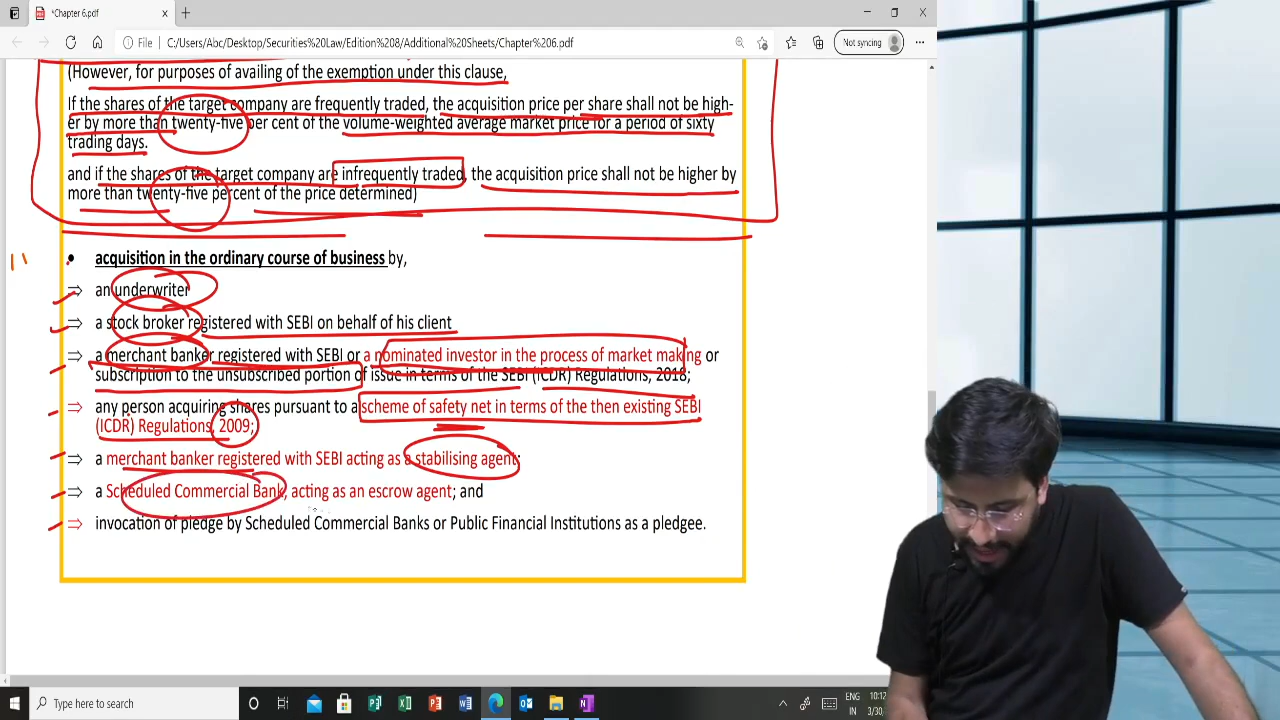 *Chapter 6.pdf
File
C:/Users/Abc/Desktop/Securities%20Law/Edition%208/Additional%20Sheets/Chapter%206.pdf
Not syncing
(However, for purposes of availing of the exemption under this clause,
If the shares of the target company are frequently traded, the acquisition price per share shall not be high-
er by more than twenty-five per cent of the volume-weighted average market price for a period of sixty
trading days.
and if the shares of the target company are infrequently traded, the acquisition price shall not be higher by
more than twenty-five percent of the price determined)
• acquisition in the ordinary course of business by,
⇒ an underwriter
⇒ a stock broker registered with SEBI on behalf of his client
⇒ a merchant banker registered with SEBI or a nominated investor in the process of market making or
subscription to the unsubscribed portion of issue in terms of the SEBI (ICDR) Regulations, 2018;
⇒ any person acquiring shares pursuant to a scheme of safety net in terms of the then existing SEBI
(ICDR) Regulations, 2009;
⇒ a merchant banker registered with SEBI acting as a stabilising agent;
⇒ a Scheduled Commercial Bank, acting as an escrow agent; and
⇒ invocation of pledge by Scheduled Commercial Banks or Public Financial Institutions as a pledgee.
Type here to search
ENG
IN
10:12
3/30/